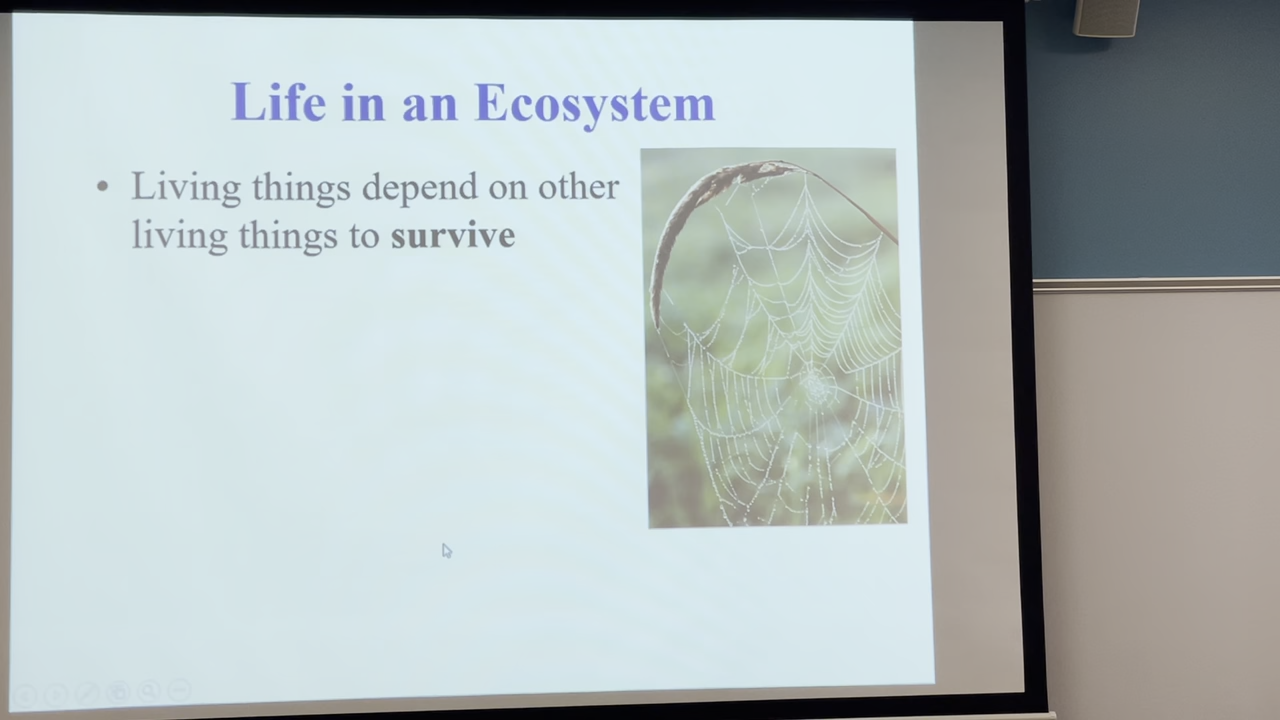 Life in an Ecosystem
• Living things depend on other
living things to survive